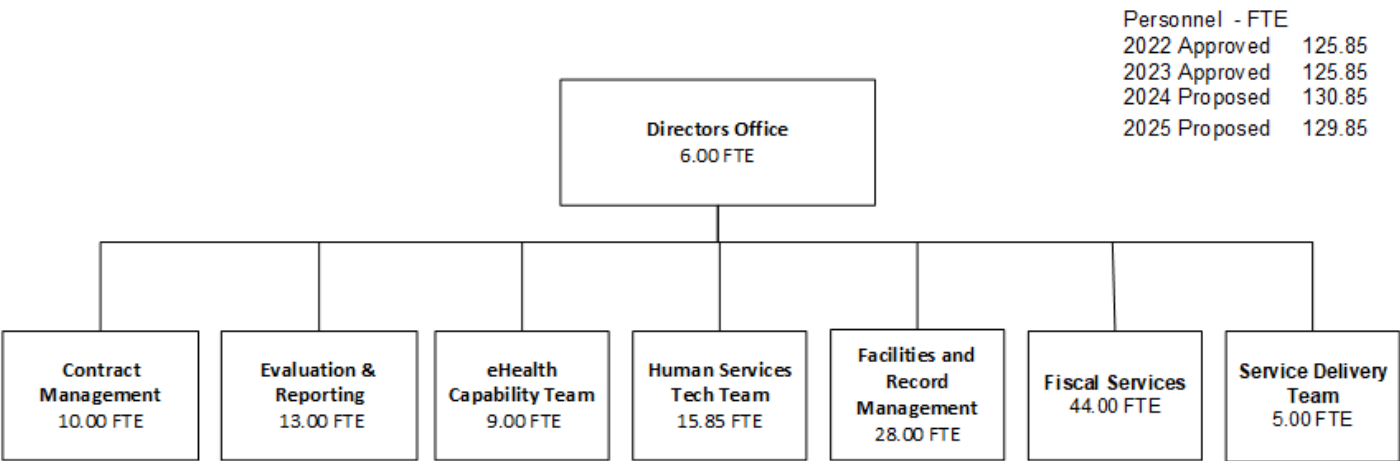 Personnel - FTE
2022 Approved 125.85
2023 Approved 125.85
2024 Proposed 130.85
2025 Proposed 129.85
Directors Office
6.00 FTE
Contract
Management
10.00 FTE
Evaluation &
Reporting
13.00 FTE
eHealth
Capability Team
9.00 FTE
Human Services
Tech Team
15.85 FTE
Facilities and
Record
Management
28.00 FTE
Fiscal Services
44.00 FTE
Service Delivery
Team
5.00 FTE